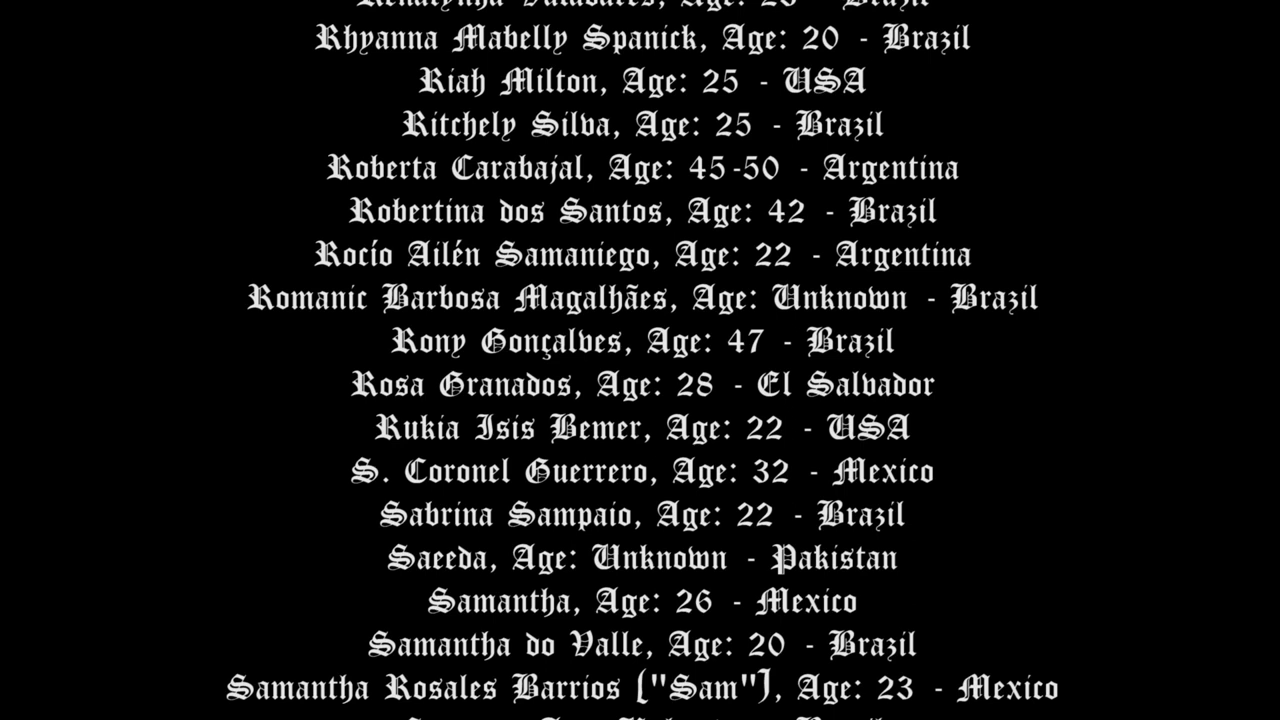 Rhyanna Mabelly Spanick, Age: 20 - Brazil
Riah Milton, Age: 25 - USA
Ritchely Silva, Age: 25 - Brazil
Roberta Carabajal, Age: 45-50 - Argentina
Robertina dos Santos, Age: 42 - Brazil
Rocío Ailén Samaniego, Age: 22 - Argentina
Romanic Barbosa Magalhães, Age: Unknown - Brazil
Rony Gonçalves, Age: 47 - Brazil
Rosa Granados, Age: 28 - El Salvador
Rukia Isis Bemer, Age: 22 - USA
S. Coronel Guerrero, Age: 32 - Mexico
Sabrina Sampaio, Age: 22 - Brazil
Saeeda, Age: Unknown - Pakistan
Samantha, Age: 26 - Mexico
Samantha do Valle, Age: 20 - Brazil
Samantha Rosales Barrios ("Sam"), Age: 23 - Mexico